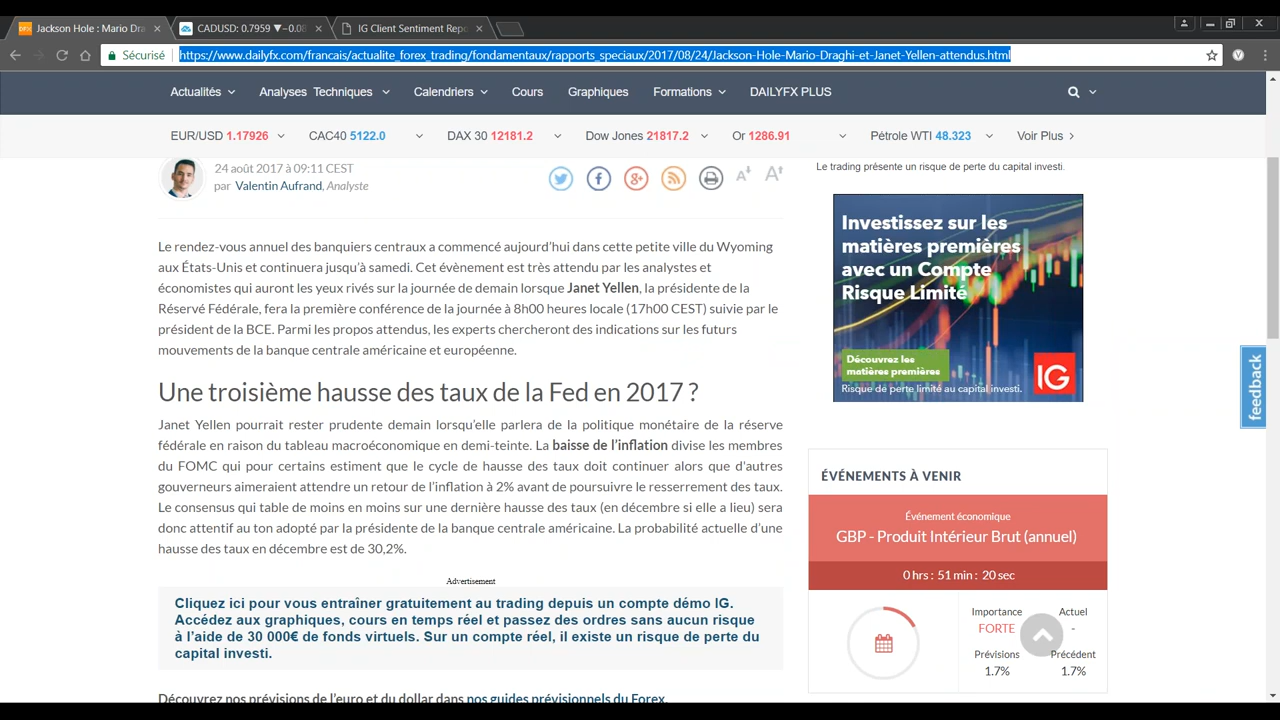 Jackson Hole : Mario Dra
CADUSD: 0.7959 ▼−0.08
IG Client Sentiment Repo
Sécurisé
https://www.dailyfx.com/francais/actualite_forex_trading/fondamentaux/rapports_speciaux/2017/08/24/Jackson-Hole-Mario-Draghi-et-Janet-Yellen-attendus.html
V
Actualités Analyses Techniques Calendriers Cours Graphiques Formations DAILYFX PLUS
EUR/USD 1.17926 CAC40 5122.0 DAX 30 12181.2 Dow Jones 21817.2 Or 1286.91 Pétrole WTI 48.323 Voir Plus
24 août 2017 à 09:11 CEST
par Valentin Aufrand, Analyste
A A
Le rendez-vous annuel des banquiers centraux a commencé aujourd'hui dans cette petite ville du Wyoming
aux États-Unis et continuera jusqu'à samedi. Cet évènement est très attendu par les analystes et
économistes qui auront les yeux rivés sur la journée de demain lorsque Janet Yellen, la présidente de la
Réservé Fédérale, fera la première conférence de la journée à 8h00 heures locale (17h00 CEST) suivie par le
président de la BCE. Parmi les propos attendus, les experts chercheront des indications sur les futurs
mouvements de la banque centrale américaine et européenne.
Une troisième hausse des taux de la Fed en 2017 ?
Janet Yellen pourrait rester prudente demain lorsqu'elle parlera de la politique monétaire de la réserve
fédérale en raison du tableau macroéconomique en demi-teinte. La baisse de l'inflation divise les membres
du FOMC qui pour certains estiment que le cycle de hausse des taux doit continuer alors que d'autres
gouverneurs aimeraient attendre un retour de l'inflation à 2% avant de poursuivre le resserrement des taux.
Le consensus qui table de moins en moins sur une dernière hausse des taux (en décembre si elle a lieu) sera
donc attentif au ton adopté par la présidente de la banque centrale américaine. La probabilité actuelle d'une
hausse des taux en décembre est de 30,2%.
Advertisement
Cliquez ici pour vous entraîner gratuitement au trading depuis un compte démo IG.
Accédez aux graphiques, cours en temps réel et passez des ordres sans aucun risque
à l'aide de 30 000€ de fonds virtuels. Sur un compte réel, il existe un risque de perte du
capital investi.
Découvrez nos prévisions de l'euro et du dollar dans nos guides prévisionnels du Forex.
Le trading présente un risque de perte du capital investi.
Investissez sur les
matières premières
avec un Compte
Risque Limité
Découvrez les
matières premières
IG
Risque de perte limité au capital investi.
feedback
ÉVÉNEMENTS À VENIR
Événement économique
GBP - Produit Intérieur Brut (annuel)
0 hrs : 51 min : 20 sec
Importance Actuel
FORTE -
Prévisions Précédent
1.7% 1.7%